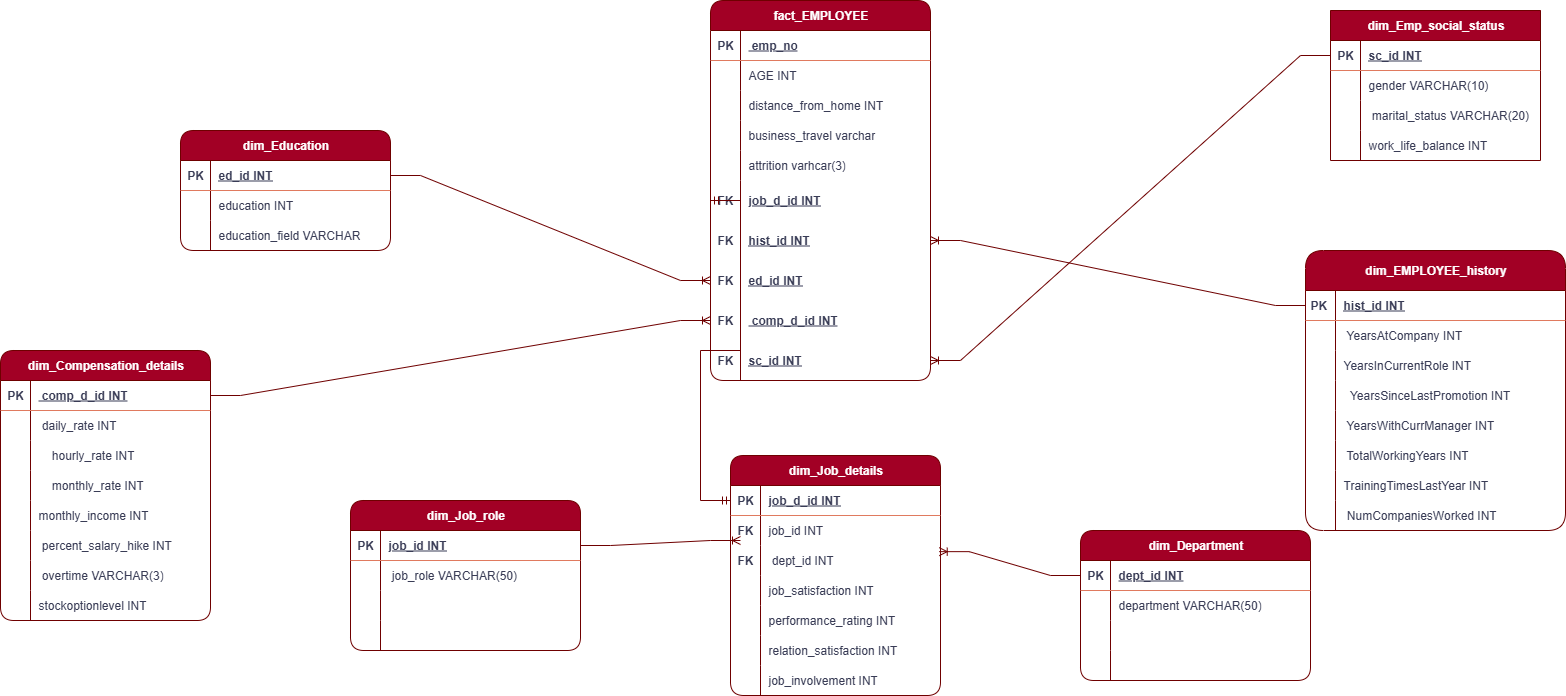 fact_EMPLOYEE
PK emp_no
AGE INT
distance_from_home INT
business_travel varchar
attrition varhcar(3)
FK job_d_id INT
FK hist_id INT
FK ed_id INT
FK comp_d_id INT
FK sc_id INT
dim_Emp_social_status
PK sc_id INT
gender VARCHAR(10)
marital_status VARCHAR(20)
work_life_balance INT
dim_Education
PK ed_id INT
education INT
education_field VARCHAR
dim_EMPLOYEE_history
PK hist_id INT
YearsAtCompany INT
YearsInCurrentRole INT
YearsSinceLastPromotion INT
YearsWithCurrManager INT
TotalWorkingYears INT
TrainingTimesLastYear INT
NumCompaniesWorked INT
dim_Compensation_details
PK comp_d_id INT
daily_rate INT
hourly_rate INT
monthly_rate INT
monthly_income INT
percent_salary_hike INT
overtime VARCHAR(3)
stockoptionlevel INT
dim_Job_role
PK job_id INT
job_role VARCHAR(50)
dim_Job_details
PK job_d_id INT
FK job_id INT
FK dept_id INT
job_satisfaction INT
performance_rating INT
relation_satisfaction INT
job_involvement INT
dim_Department
PK dept_id INT
department VARCHAR(50)